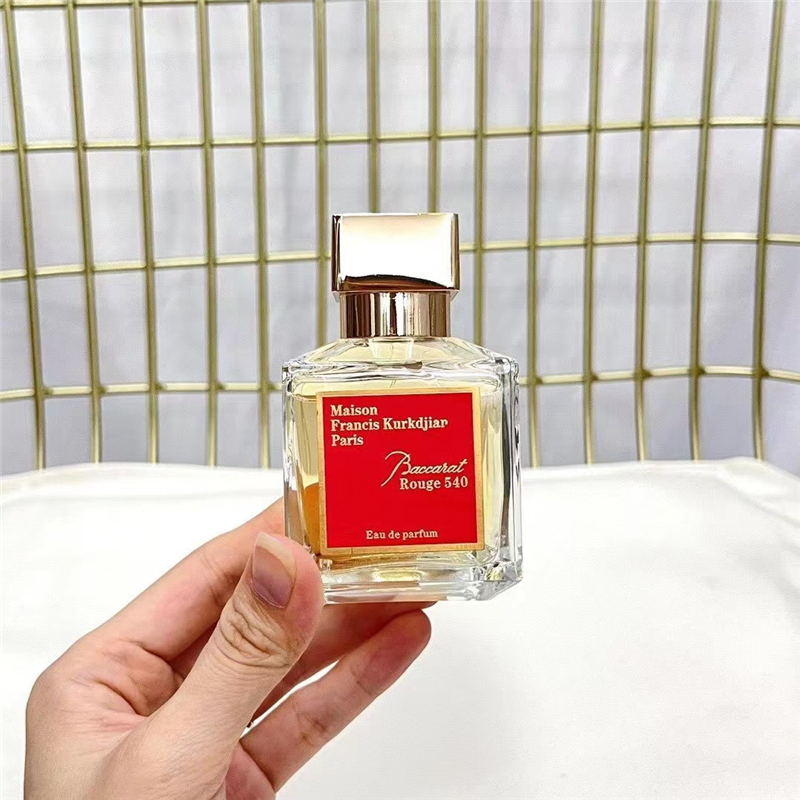 Maison
Francis Kurkdjian
Paris
Baccarat
Rouge 540
Eau de parfum